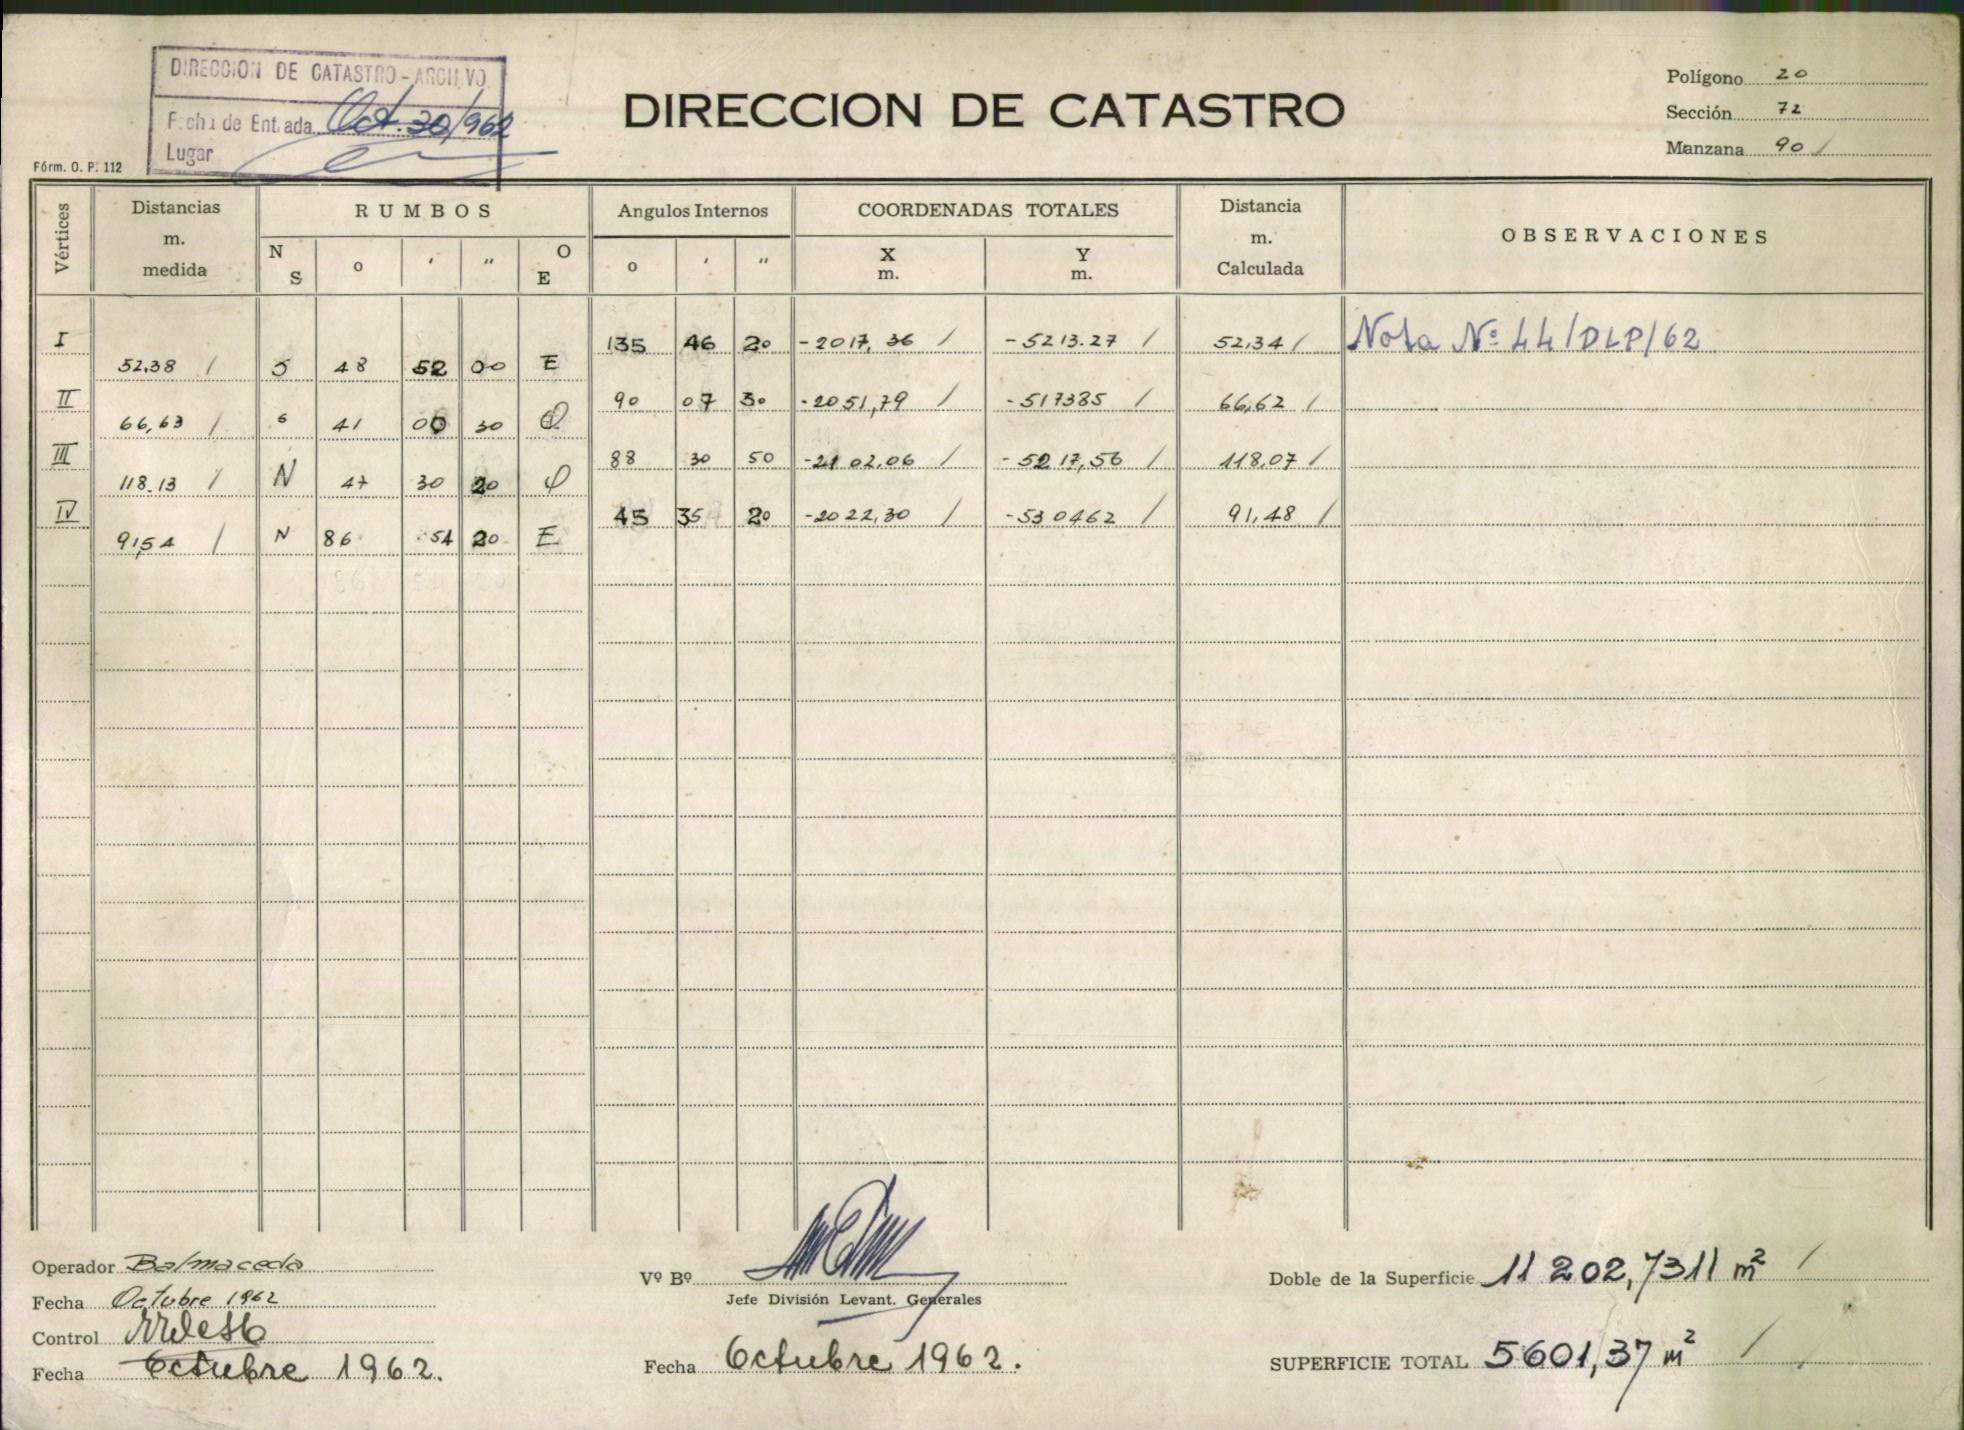 DIRECCION DE CATASTRO - ARCHIVO
Fecha de Entrada Oct. 30/962
Lugar
Fórm. O. P. 112
DIRECCION DE CATASTRO
Polígono 20
Sección 72
Manzana 90 /
Vértices Distancias m. medida RUMBOS Angulos Internos COORDENADAS TOTALES Distancia m. Calculada OBSERVACIONES
N S o ' " O E o ' " X m. Y m.
I 135 46 20 -2017,36 / -5213.27 / 52,34 / Nota Nº 44/DLP/62
52,38 / S 48 52 00 E
II 90 07 30 -2051,79 / -517385 / 66,62 /
66,63 / S 41 00 30 O
III 88 30 50 -2102,06 / -5217,56 / 118,07 /
118.13 / N 47 30 20 O
IV 45 35 20 -2022,30 / -530462 / 91,48 /
91,54 / N 86 54 20 E
Operador Balmaceda
Fecha Octubre 1962
Control
Fecha Octubre 1962.
Vº Bº
Jefe División Levant. Generales
Fecha Octubre 1962.
Doble de la Superficie 11 202,7311 m² /
SUPERFICIE TOTAL 5601,37 m² /